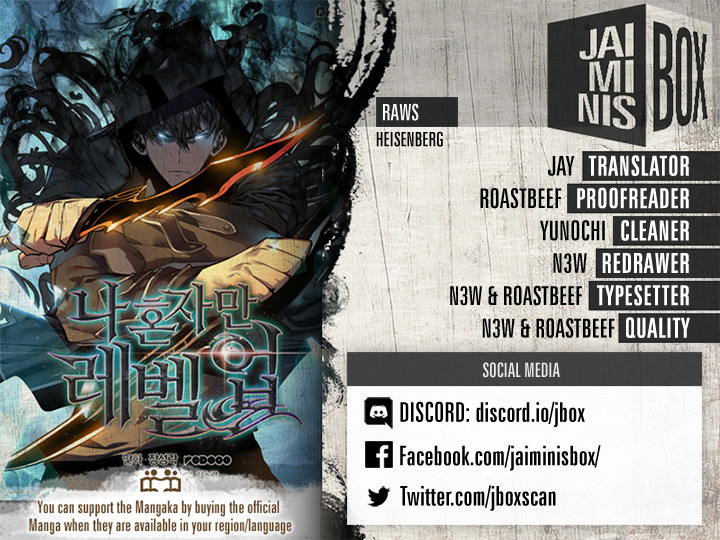 나 혼자만
레벨업
You can support the Mangaka by buying the official
Manga when they are available in your region/language
JAI
MI
NIS
BOX
RAWS
HEISENBERG
JAY TRANSLATOR
ROASTBEEF PROOFREADER
YUNOCHI CLEANER
N3W REDRAWER
N3W & ROASTBEEF TYPESETTER
N3W & ROASTBEEF QUALITY
SOCIAL MEDIA
DISCORD: discord.io/jbox
Facebook.com/jaiminisbox/
Twitter.com/jboxscan